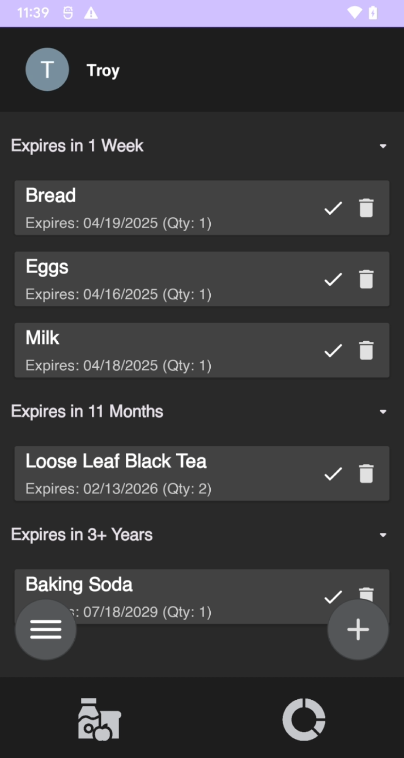 11:39
T
Troy
Expires in 1 Week
Bread
Expires: 04/19/2025 (Qty: 1)
Eggs
Expires: 04/16/2025 (Qty: 1)
Milk
Expires: 04/18/2025 (Qty: 1)
Expires in 11 Months
Loose Leaf Black Tea
Expires: 02/13/2026 (Qty: 2)
Expires in 3+ Years
Baking Soda
07/18/2029 (Qty: 1)